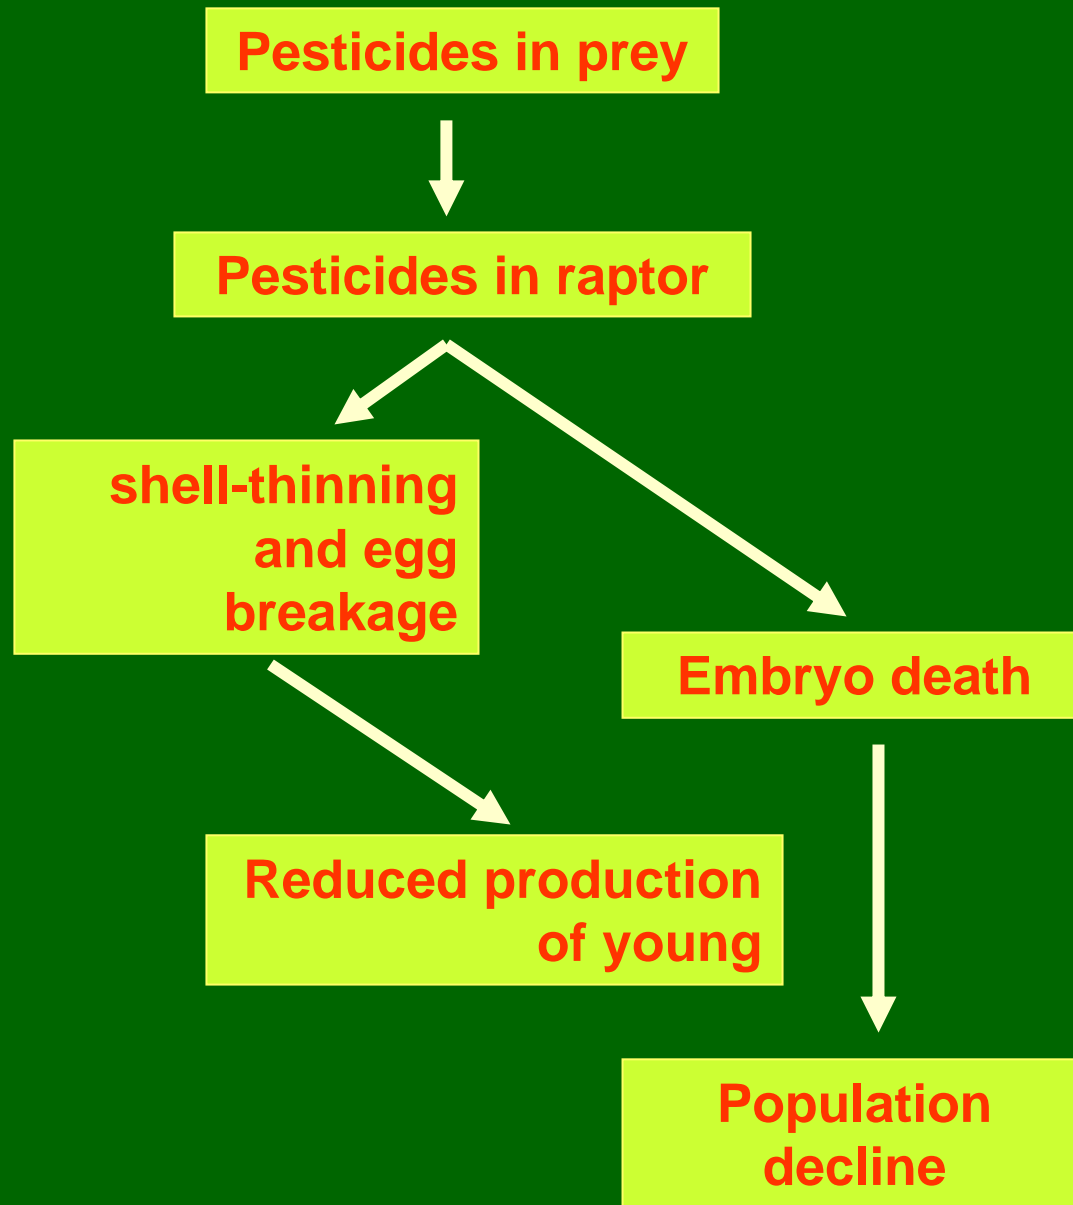 Pesticides in prey
Pesticides in raptor
shell-thinning
and egg
breakage
Embryo death
Reduced production
of young
Population
decline